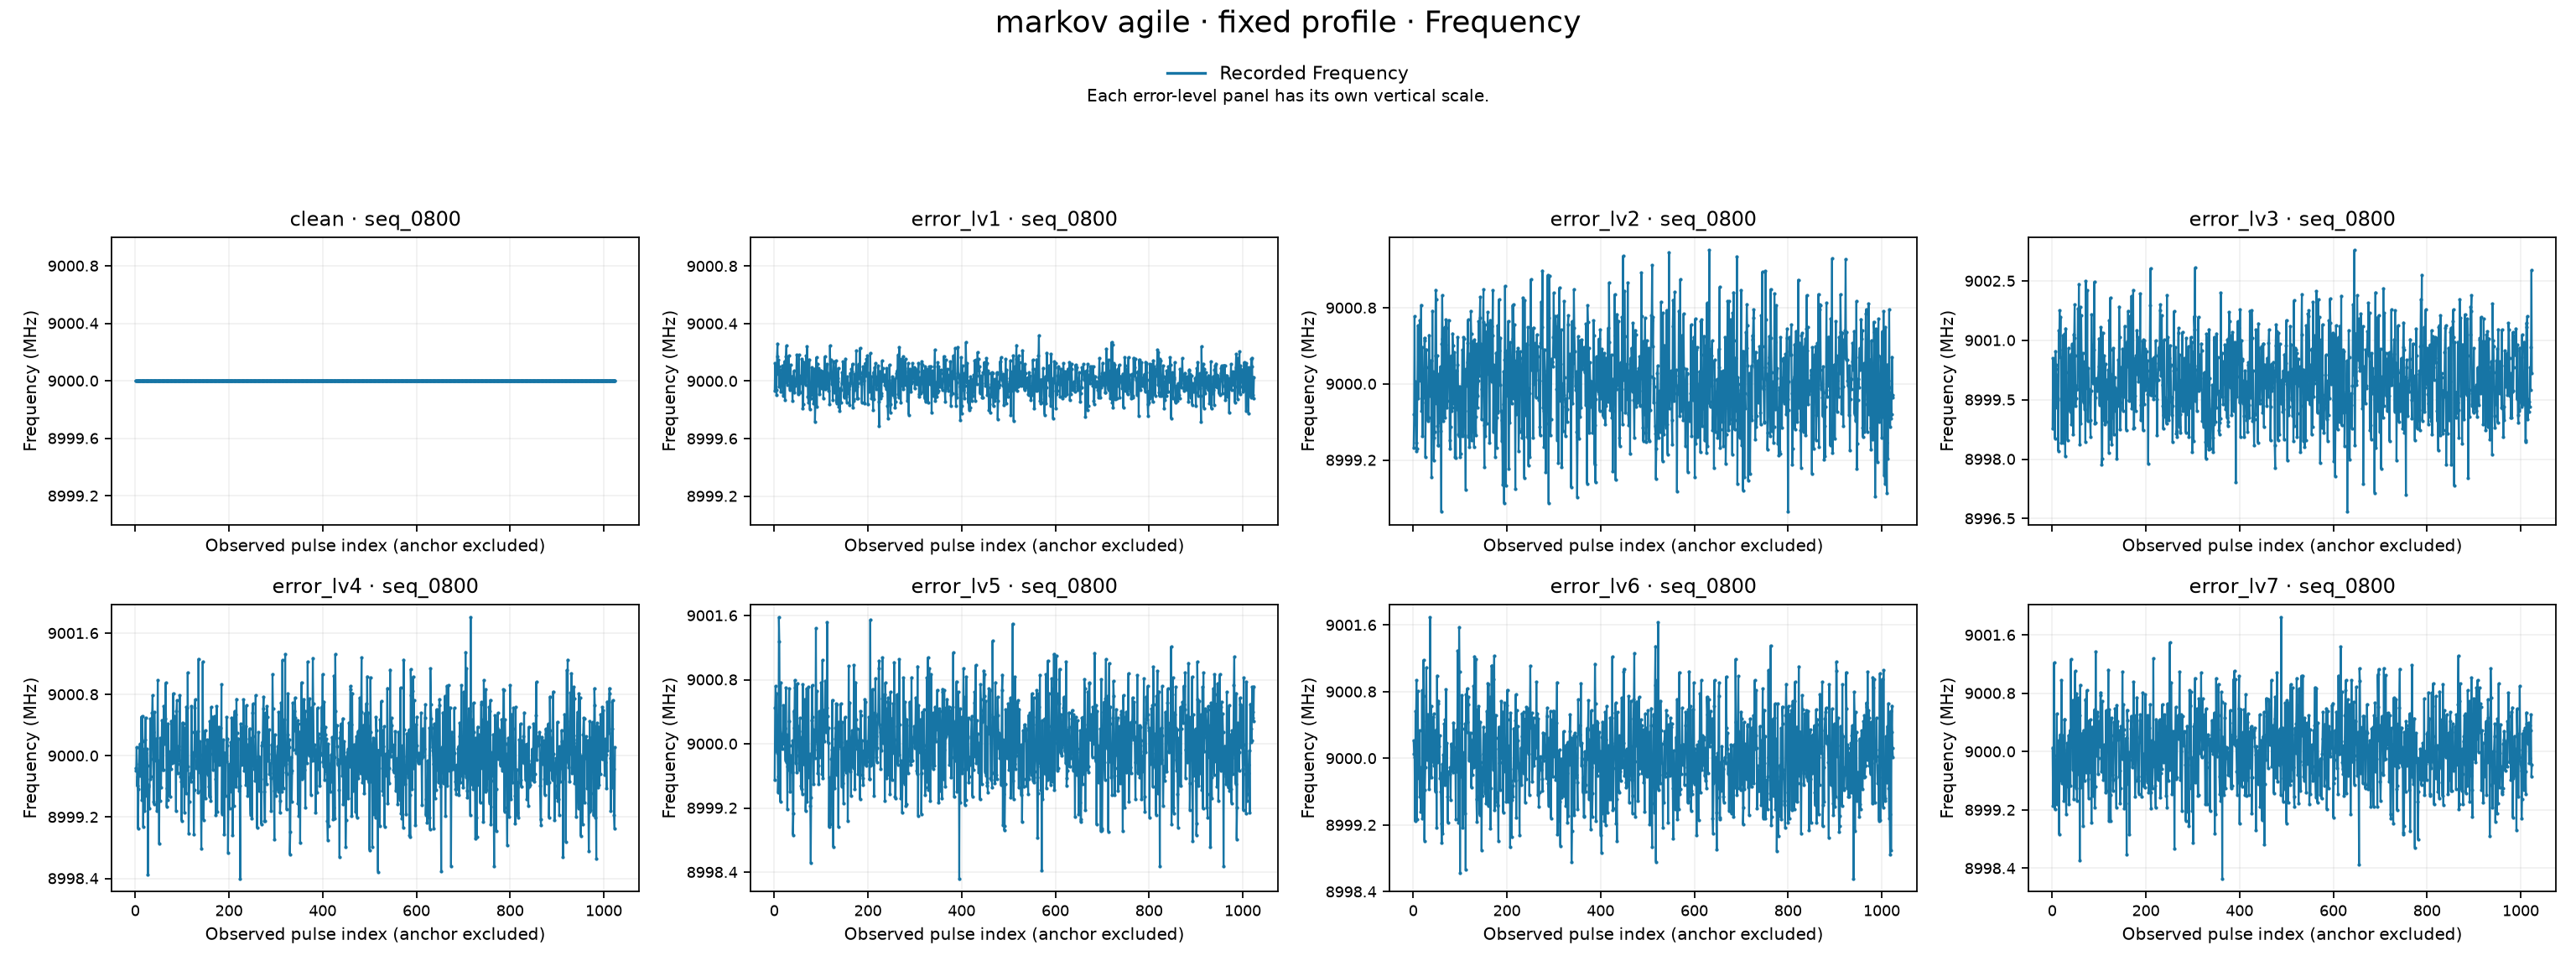 markov agile · fixed profile · Frequency
Recorded Frequency
Each error-level panel has its own vertical scale.
clean · seq_0800
Frequency (MHz)
9000.8
9000.4
9000.0
8999.6
8999.2
Observed pulse index (anchor excluded)
error_lv1 · seq_0800
Frequency (MHz)
9000.8
9000.4
9000.0
8999.6
8999.2
Observed pulse index (anchor excluded)
error_lv2 · seq_0800
Frequency (MHz)
9000.8
9000.0
8999.2
Observed pulse index (anchor excluded)
error_lv3 · seq_0800
Frequency (MHz)
9002.5
9001.0
8999.5
8998.0
8996.5
Observed pulse index (anchor excluded)
error_lv4 · seq_0800
Frequency (MHz)
9001.6
9000.8
9000.0
8999.2
8998.4
0 200 400 600 800 1000
Observed pulse index (anchor excluded)
error_lv5 · seq_0800
Frequency (MHz)
9001.6
9000.8
9000.0
8999.2
8998.4
0 200 400 600 800 1000
Observed pulse index (anchor excluded)
error_lv6 · seq_0800
Frequency (MHz)
9001.6
9000.8
9000.0
8999.2
8998.4
0 200 400 600 800 1000
Observed pulse index (anchor excluded)
error_lv7 · seq_0800
Frequency (MHz)
9001.6
9000.8
9000.0
8999.2
8998.4
0 200 400 600 800 1000
Observed pulse index (anchor excluded)